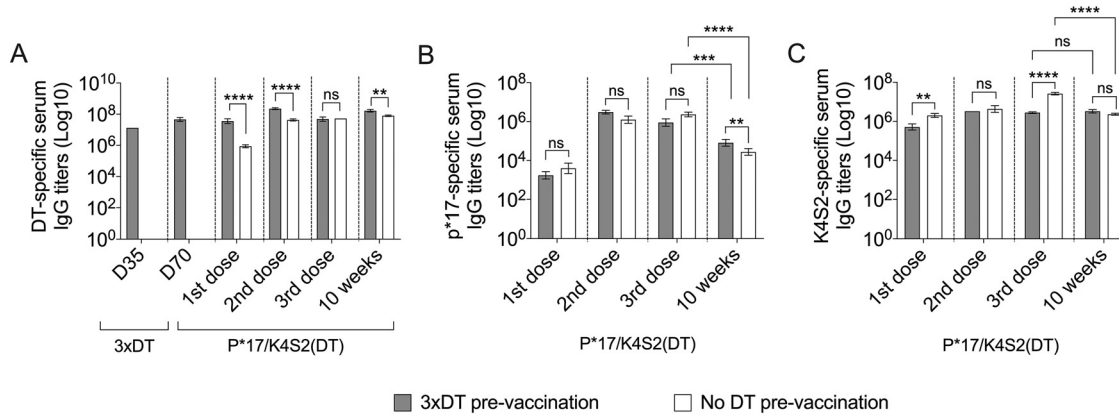 A
DT-specific serum
IgG titers (Log10)
10^10
10^8
10^6
10^4
10^2
10^0
****
****
ns
**
D35
D70
1st dose
2nd dose
3rd dose
10 weeks
3xDT
P*17/K4S2(DT)
B
p*17-specific serum
IgG titers (Log10)
10^8
10^6
10^4
10^2
10^0
****
***
ns
ns
ns
**
1st dose
2nd dose
3rd dose
10 weeks
P*17/K4S2(DT)
C
K4S2-specific serum
IgG titers (Log10)
10^8
10^6
10^4
10^2
10^0
****
ns
**
ns
****
ns
1st dose
2nd dose
3rd dose
10 weeks
P*17/K4S2(DT)
3xDT pre-vaccination
No DT pre-vaccination